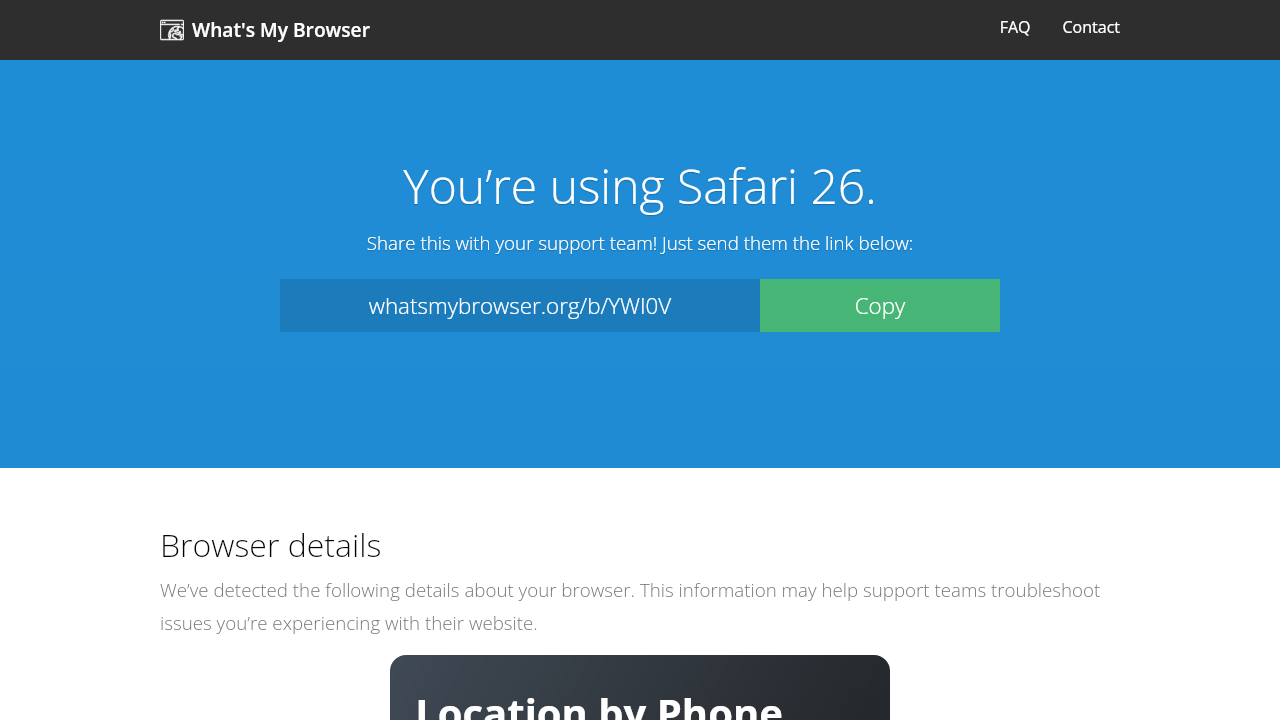 What's My Browser
FAQ
Contact
You’re using Safari 26.
Share this with your support team! Just send them the link below:
whatsmybrowser.org/b/YWI0V
Copy
Browser details
We’ve detected the following details about your browser. This information may help support teams troubleshoot
issues you’re experiencing with their website.
Location by Phone